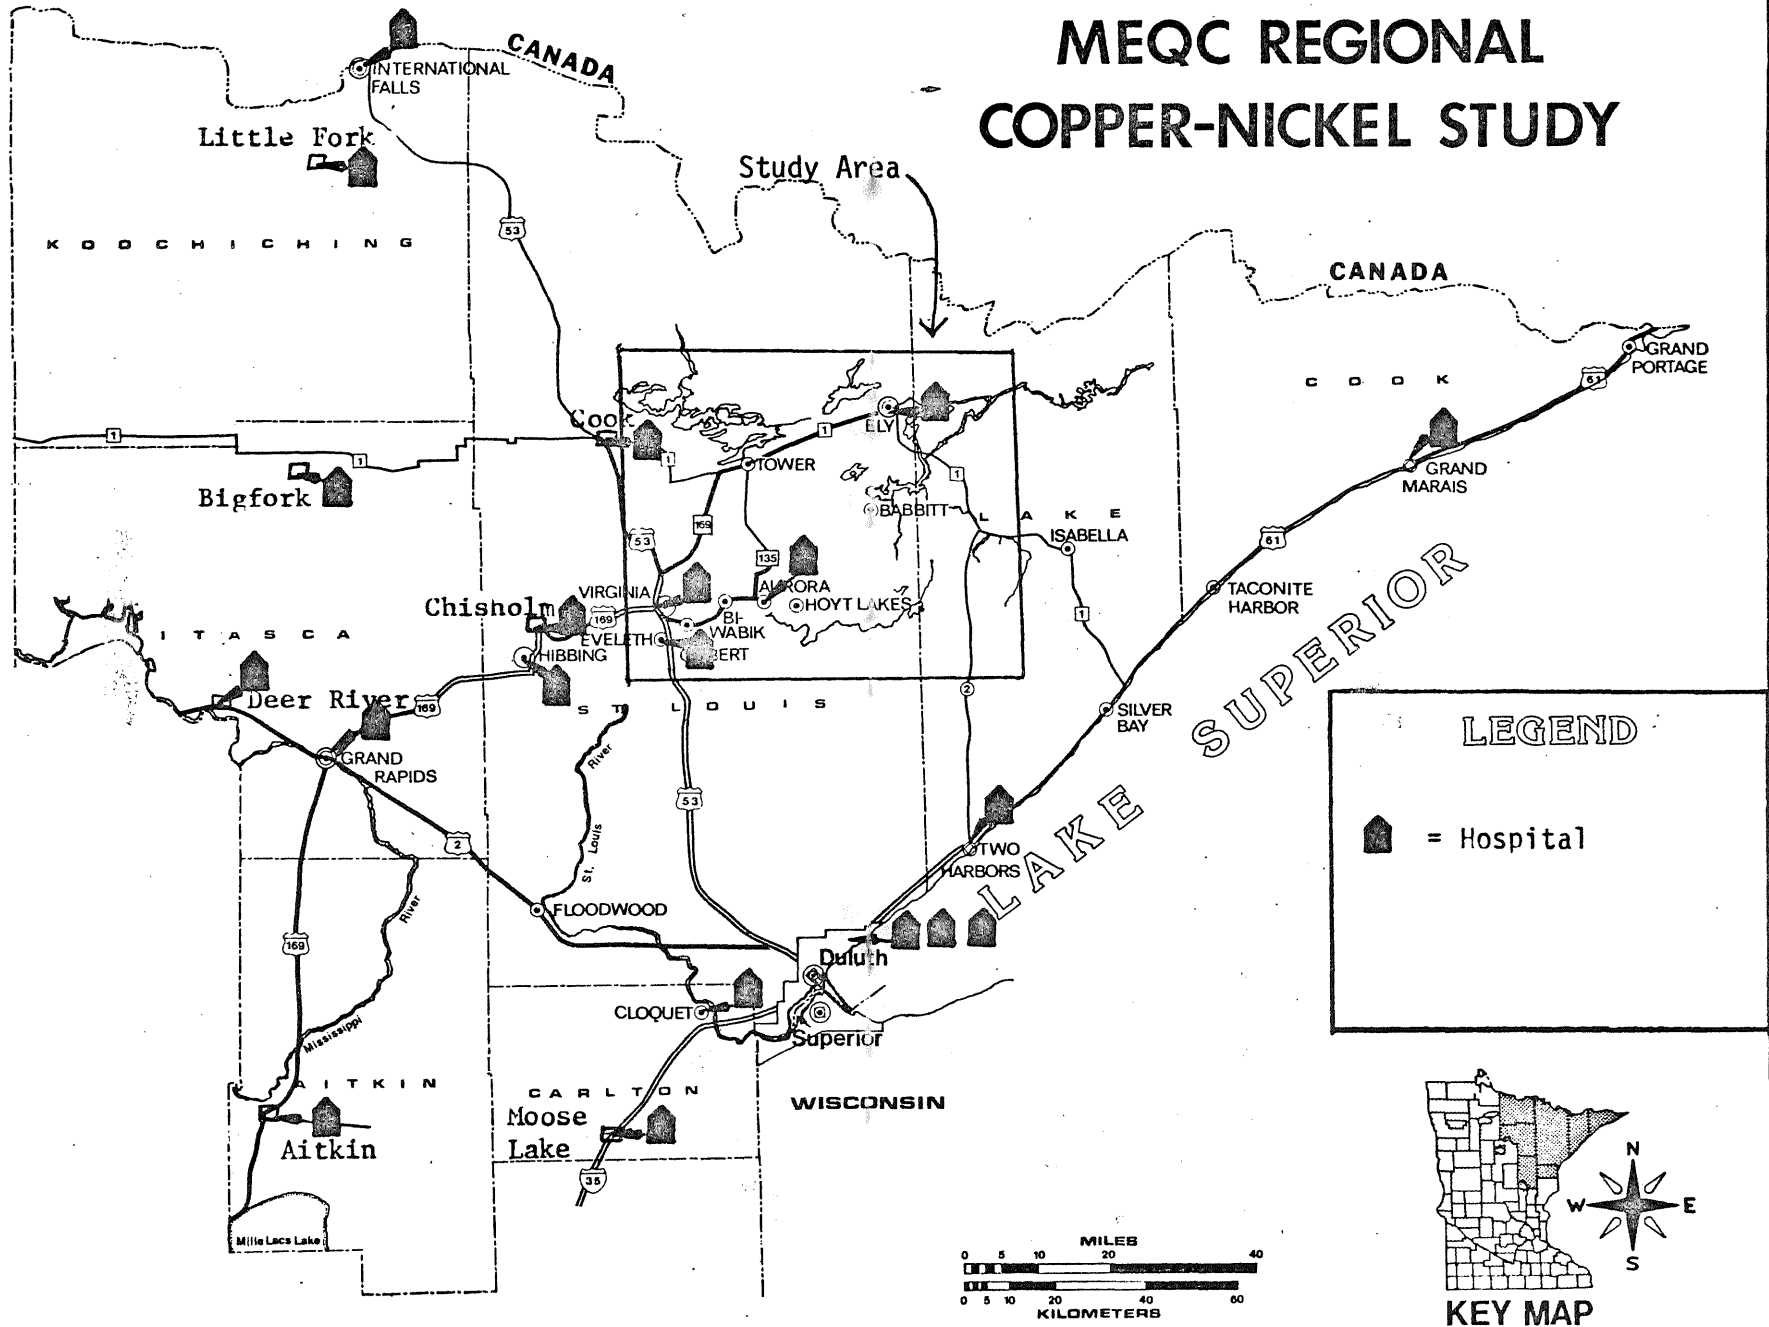 MEQC REGIONAL
COPPER-NICKEL STUDY
CANADA
INTERNATIONAL
FALLS
Little Fork
Study Area
53
KOOCHICHING
CANADA
GRAND
PORTAGE
61
COOK
Cook
ELY
1
1
1
1
TOWER
1
GRAND
MARAIS
Bigfork
BABBITT
LAKE
169
53
ISABELLA
61
135
VIRGINIA
AURORA
TACONITE
HARBOR
Chisholm
169
HOYT LAKES
BI-
WABIK
1
ITASCA
EVELETH
HIBBING
BERT
Deer River
169
ST LOUIS
2
SILVER
BAY
LAKE SUPERIOR
LEGEND
GRAND
RAPIDS
River
St. Louis
53
= Hospital
2
TWO
HARBORS
River
FLOODWOOD
169
Duluth
CLOQUET
Superior
Mississippi
AITKIN
CARLTON
WISCONSIN
Moose
Lake
Aitkin
35
Mille Lacs Lake
N
W
E
S
MILES
0 5 10 20 40
0 5 10 20 40 60
KILOMETERS
KEY MAP